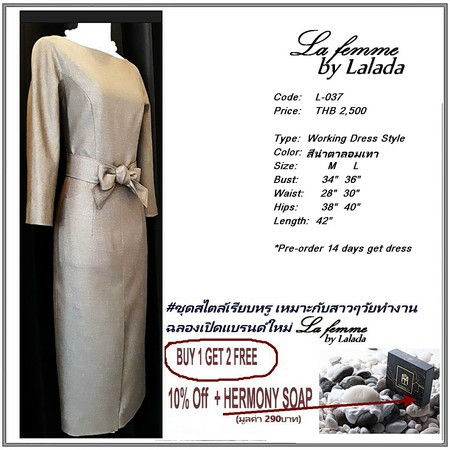 La femme
by Lalada
Code: L-037
Price: THB 2,500
Type: Working Dress Style
Color: สีน้ำตาลอมเทา
Size: M L
Bust: 34" 36"
Waist: 28" 30"
Hips: 38" 40"
Length: 42"
*Pre-order 14 days get dress
#ชุดสไตล์เรียบหรู เหมาะกับสาวๆวัยทำงาน
ฉลองเปิดแบรนด์ใหม่ La femme
by Lalada
BUY 1 GET 2 FREE
10% Off + HERMONY SOAP
(มูลค่า 290บาท)